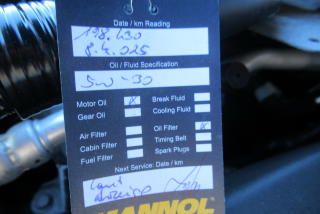 Date / km Reading
198.430
8.4.025
Oil / Fluid Specification
5W-30
Motor Oil
Break Fluid
Gear Oil
Cooling Fluid
Air Filter
Oil Filter
Cabin Filter
Timing Belt
Fuel Filter
Spark Plugs
Next Service: Date / km
MANNOL